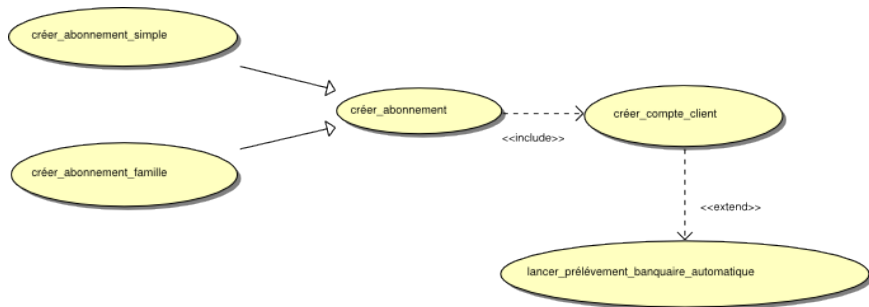 créer_abonnement_simple
créer_abonnement
créer_compte_client
<<include>>
créer_abonnement_famille
<<extend>>
lancer_prélévement_banquaire_automatique